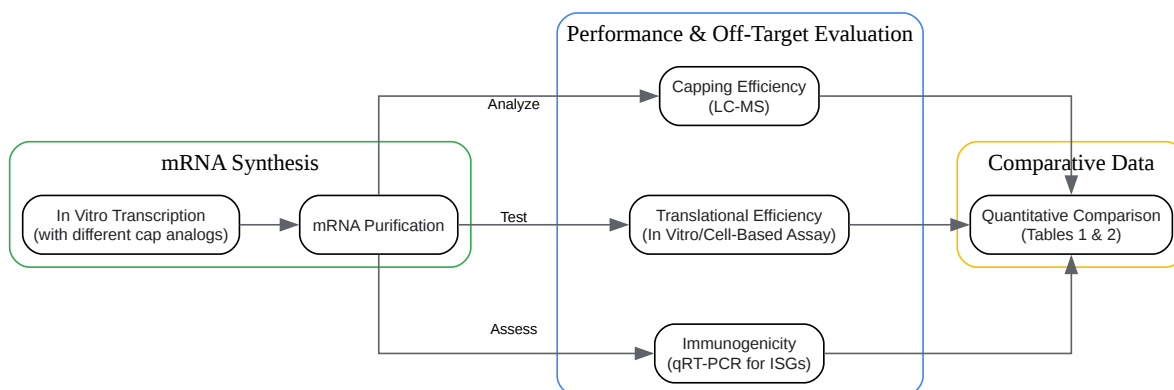 Performance & Off-Target Evaluation
Capping Efficiency
(LC-MS)
Analyze
mRNA Synthesis
Comparative Data
In Vitro Transcription
(with different cap analogs)
mRNA Purification
Test
Translational Efficiency
(In Vitro/Cell-Based Assay)
Quantitative Comparison
(Tables 1 & 2)
Assess
Immunogenicity
(qRT-PCR for ISGs)